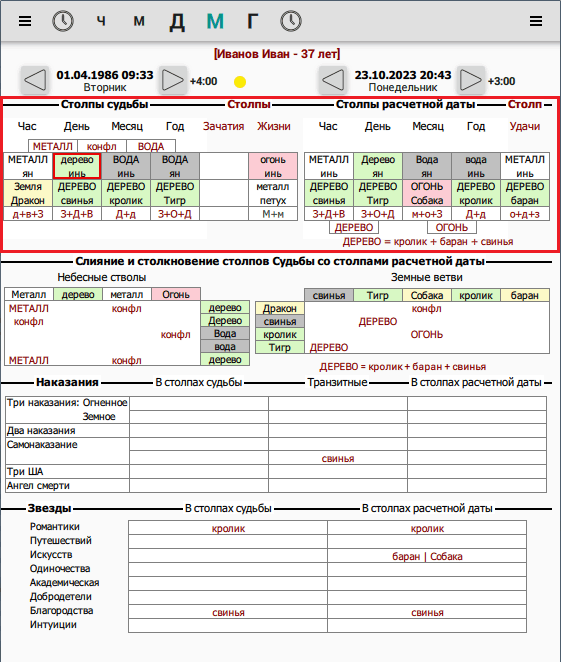 Ч М Д М Г
[Иванов Иван - 37 лет]
01.04.1986 09:33 +4:00 23.10.2023 20:43 +3:00
Вторник Понедельник
Столпы судьбы Столпы Столпы расчетной даты Столп
Час День Месяц Год Зачатия Жизни Час День Месяц Год Удачи
МЕТАЛЛ конфл ВОДА
МЕТАЛЛ дерево ВОДА ВОДА огонь МЕТАЛЛ Дерево Вода вода МЕТАЛЛ
ян инь инь ян инь ян ян ян инь инь
Земля ДЕРЕВО ДЕРЕВО ДЕРЕВО металл ДЕРЕВО ДЕРЕВО ОГОНЬ ДЕРЕВО ДЕРЕВО
Дракон свинья кролик Тигр петух свинья Тигр Собака кролик баран
д+в+З З+Д+В Д+д З+О+Д М+м З+Д+В З+О+Д м+о+З Д+д о+д+з
ДЕРЕВО ОГОНЬ
ДЕРЕВО = кролик + баран + свинья
Слияние и столкновение столпов Судьбы со столпами расчетной даты
Небесные стволы Земные ветви
Металл дерево металл Огонь свинья Тигр Собака кролик баран
МЕТАЛЛ конфл дерево Дракон конфл
конфл Дерево свинья ДЕРЕВО
конфл Вода кролик ОГОНЬ
вода Тигр ДЕРЕВО
МЕТАЛЛ конфл дерево
ДЕРЕВО = кролик + баран + свинья
Наказания В столпах судьбы Транзитные В столпах расчетной даты
Три наказания: Огненное
Земное
Два наказания
Самонаказание
свинья
Три ША
Ангел смерти
Звезды В столпах судьбы В столпах расчетной даты
Романтики кролик кролик
Путешествий
Искусств баран | Собака
Одиночества
Академическая
Добродетели
Благородства свинья свинья
Интуиции